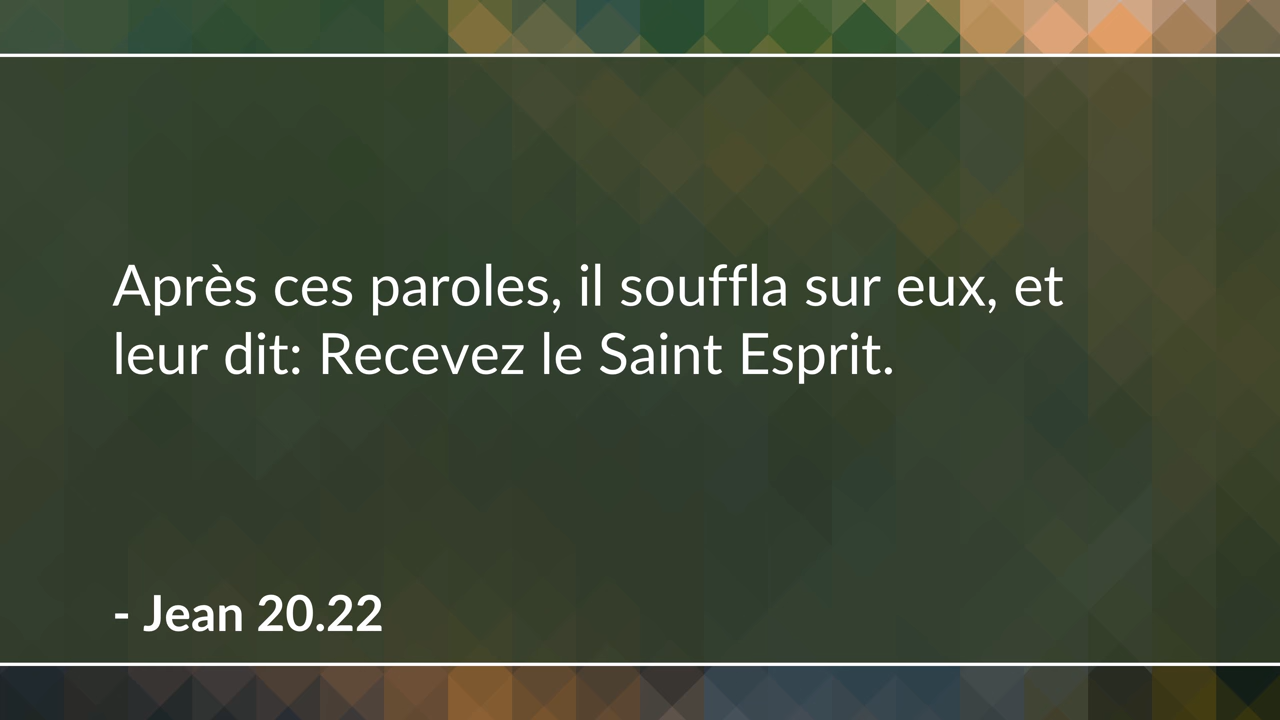 Après ces paroles, il souffla sur eux, et
leur dit: Recevez le Saint Esprit.
- Jean 20.22